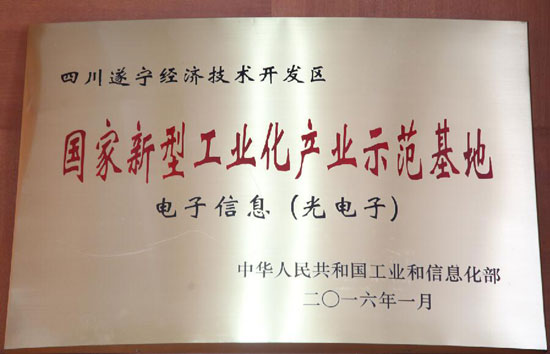 四川遂宁经济技术开发区
国家新型工业化产业示范基地
电子信息(光电子)
中华人民共和国工业和信息化部
二〇一六年一月